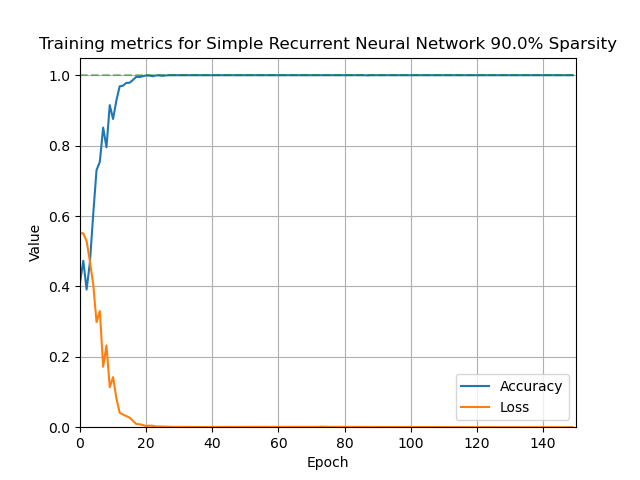 Training metrics for Simple Recurrent Neural Network 90.0% Sparsity
1.0
0.8
0.6
0.4
0.2
0.0
Value
0 20 40 60 80 100 120 140
Epoch
Accuracy
Loss